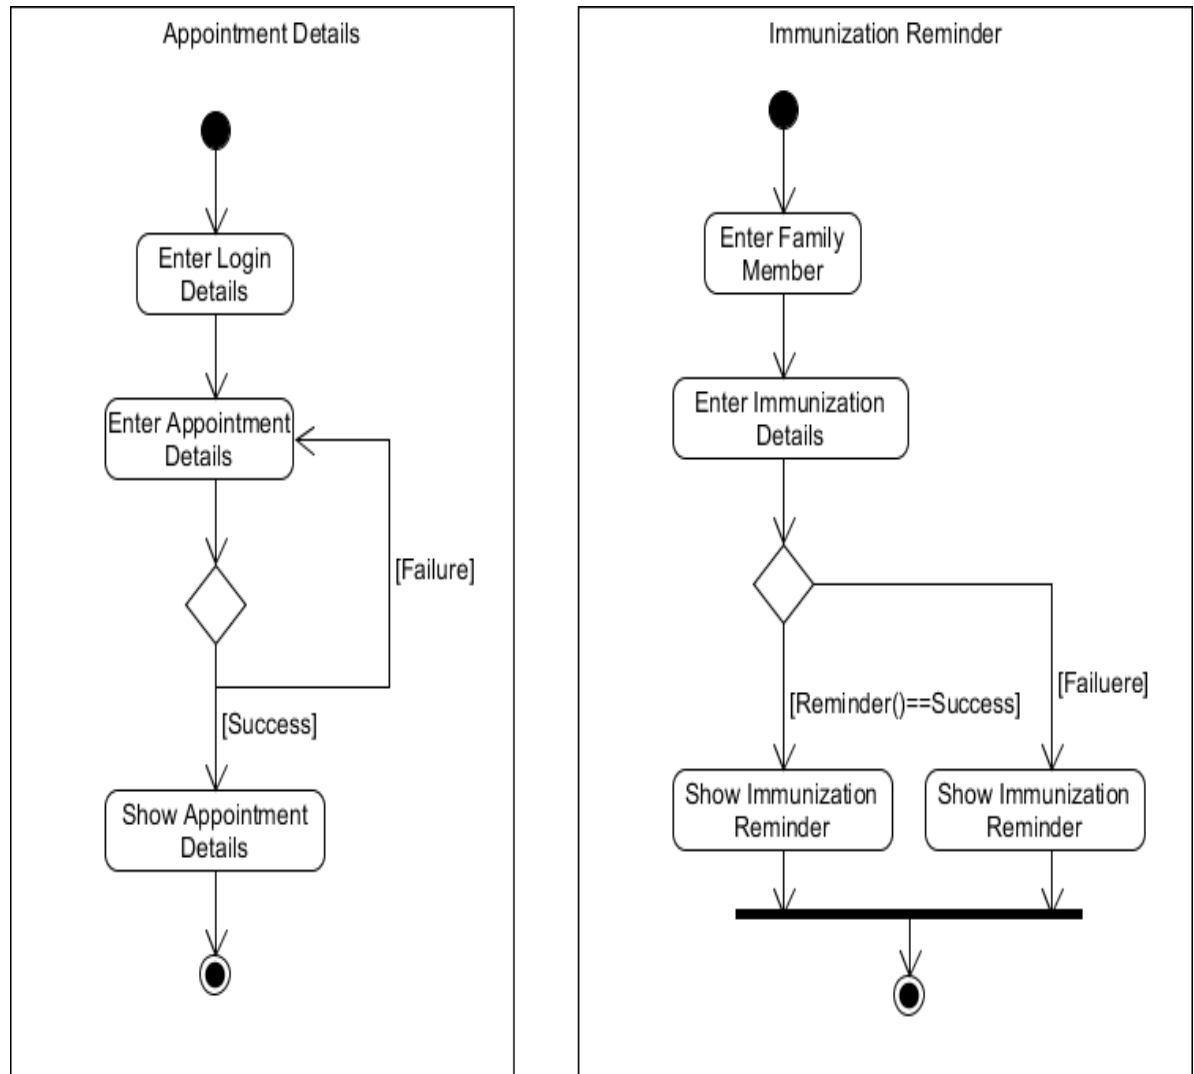 Appointment Details
Enter Login
Details
Enter Appointment
Details
[Failure]
[Success]
Show Appointment
Details
Immunization Reminder
Enter Family
Member
Enter Immunization
Details
[Reminder()==Success]
[Failuere]
Show Immunization
Reminder
Show Immunization
Reminder